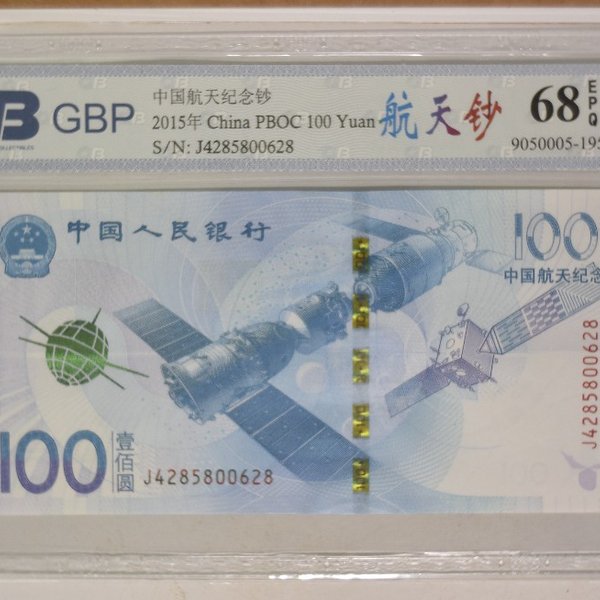 B GBP
中国航天纪念钞
2015年 China PBOC 100 Yuan
S/N: J4285800628
航天钞
68 EPQ
9050005-195
中国人民银行
100
中国航天纪念
J4285800628
100 壹佰圆
J4285800628